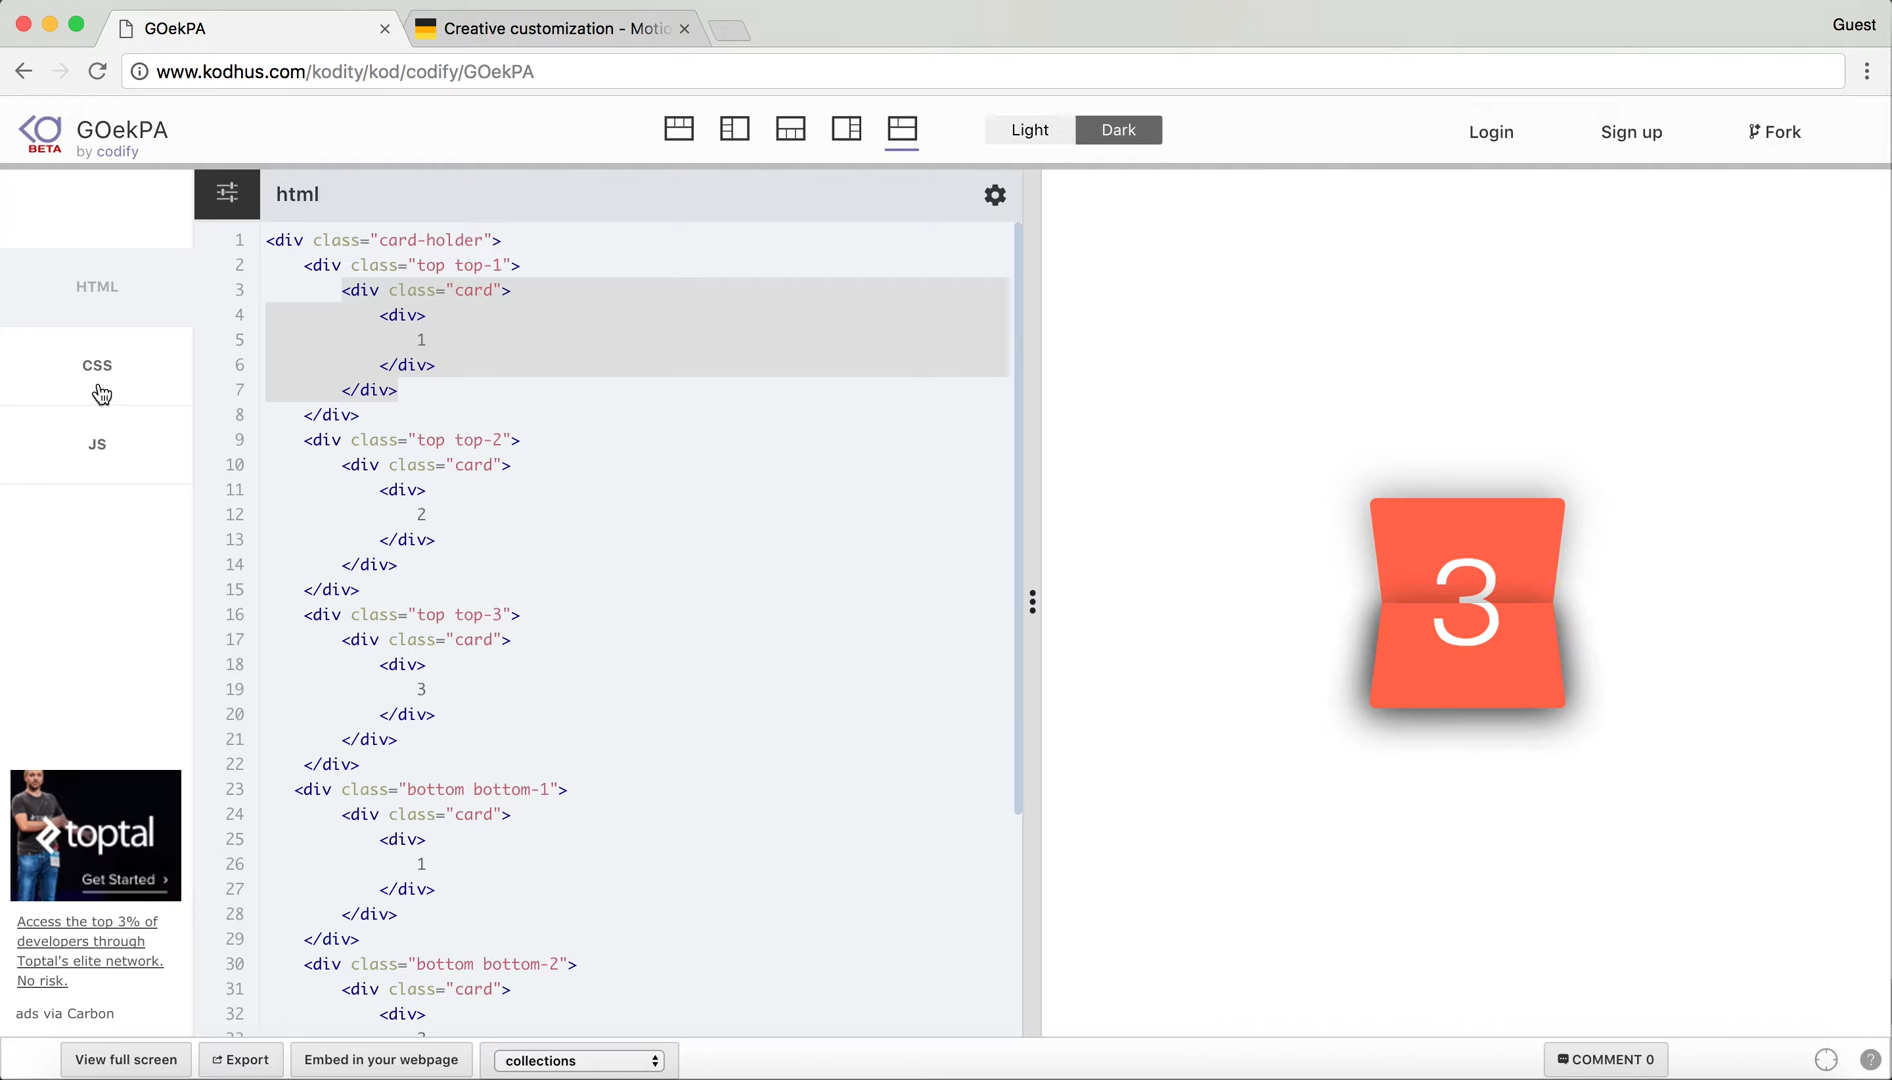 GOekPA
Creative customization - Motio
Guest
www.kodhus.com/kodity/kod/codify/GOekPA
BETA
GOekPA
by codify
Light
Dark
Login
Sign up
Fork
html
HTML
CSS
JS
1 <div class="card-holder">
2 <div class="top top-1">
3 <div class="card">
4 <div>
5 1
6 </div>
7 </div>
8 </div>
9 <div class="top top-2">
10 <div class="card">
11 <div>
12 2
13 </div>
14 </div>
15 </div>
16 <div class="top top-3">
17 <div class="card">
18 <div>
19 3
20 </div>
21 </div>
22 </div>
23 <div class="bottom bottom-1">
24 <div class="card">
25 <div>
26 1
27 </div>
28 </div>
29 </div>
30 <div class="bottom bottom-2">
31 <div class="card">
32 <div>
3
toptal
Get Started ›
Access the top 3% of
developers through
Toptal's elite network.
No risk.
ads via Carbon
View full screen
Export
Embed in your webpage
collections
COMMENT 0
?